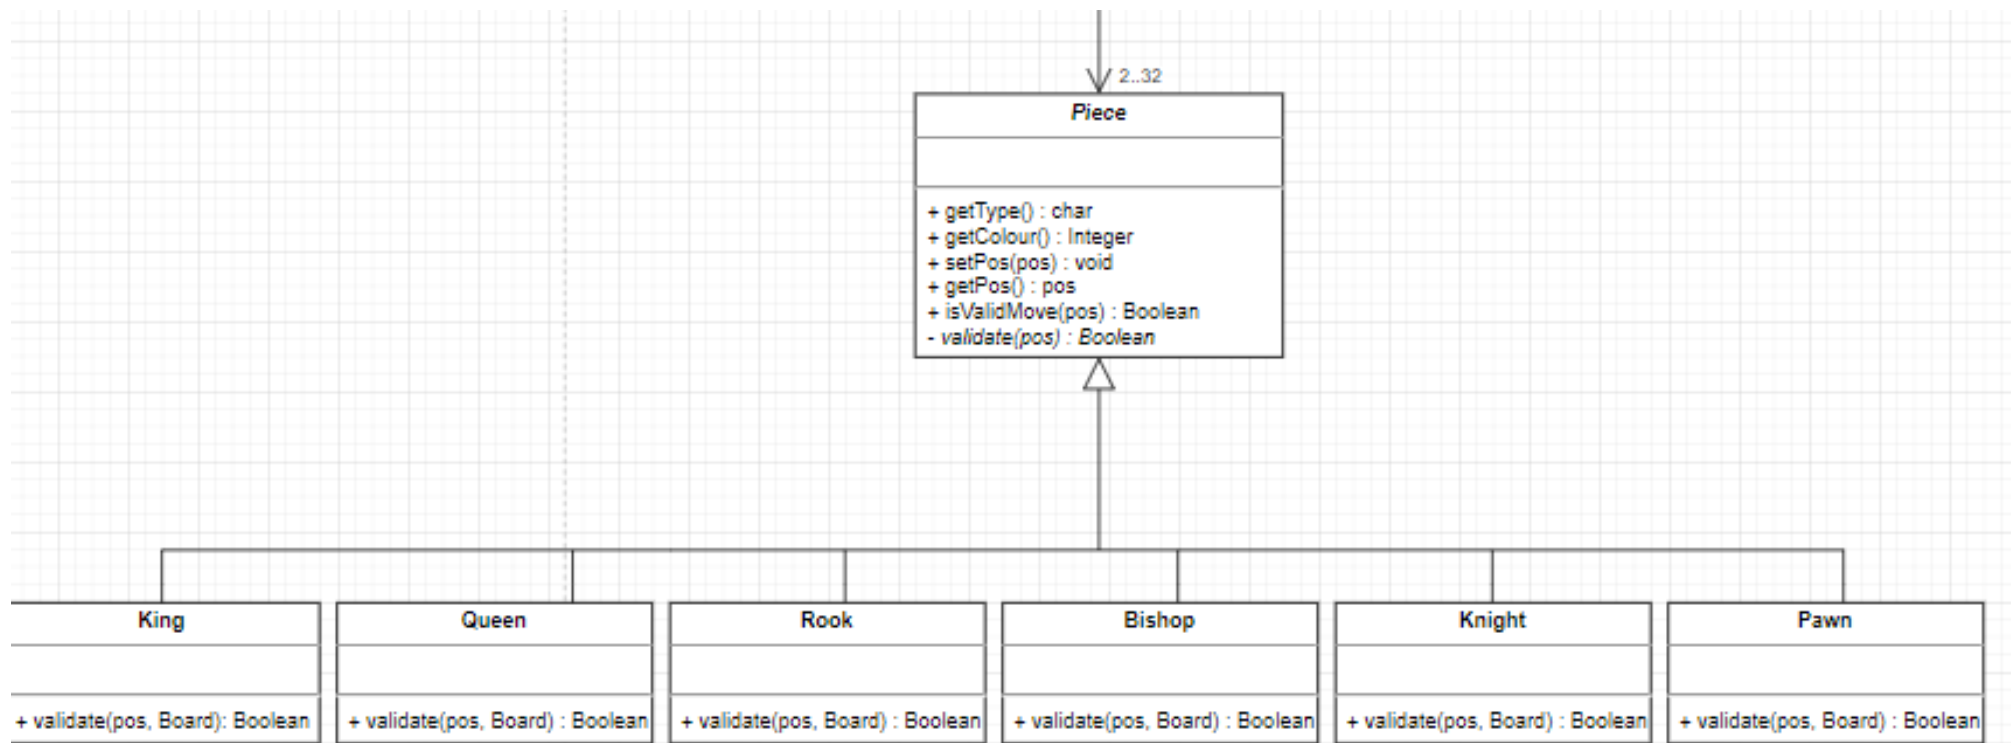 2..32
Piece
+ getType() : char
+ getColour() : Integer
+ setPos(pos) : void
+ getPos() : pos
+ isValidMove(pos) : Boolean
- validate(pos) : Boolean
King
+ validate(pos, Board): Boolean
Queen
+ validate(pos, Board) : Boolean
Rook
+ validate(pos, Board) : Boolean
Bishop
+ validate(pos, Board) : Boolean
Knight
+ validate(pos, Board) : Boolean
Pawn
+ validate(pos, Board) : Boolean